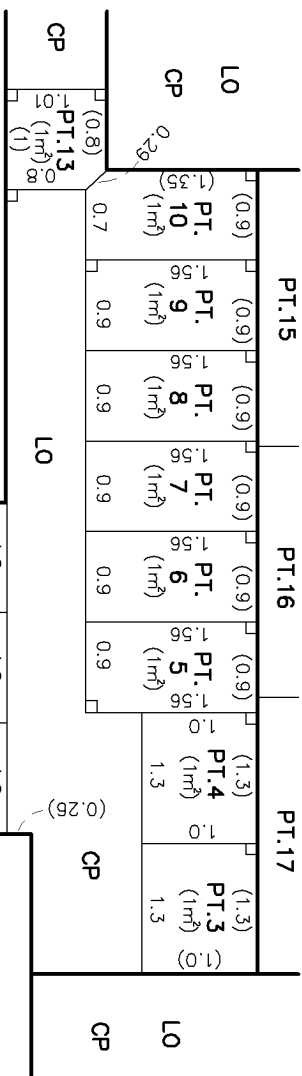 CP
LO
CP
PT.15
PT.16
PT.17
1.01
(0.8)
PT.13
(1m²)
(1)
0.8
0.29
(1.35)
(0.9)
PT.
10
(1m²)
0.7
1.56
(0.9)
PT.
9
(1m²)
0.9
1.56
(0.9)
PT.
8
(1m²)
0.9
1.56
(0.9)
PT.
7
(1m²)
0.9
1.56
(0.9)
PT.
6
(1m²)
0.9
1.56
(0.9)
PT.
5
(1m²)
0.9
1.56
1.0
(1.3)
PT.4
(1m²)
1.3
1.0
(1.3)
PT.3
(1m²)
1.3
(1.0)
LO
(0.26)
CP
LO
CP